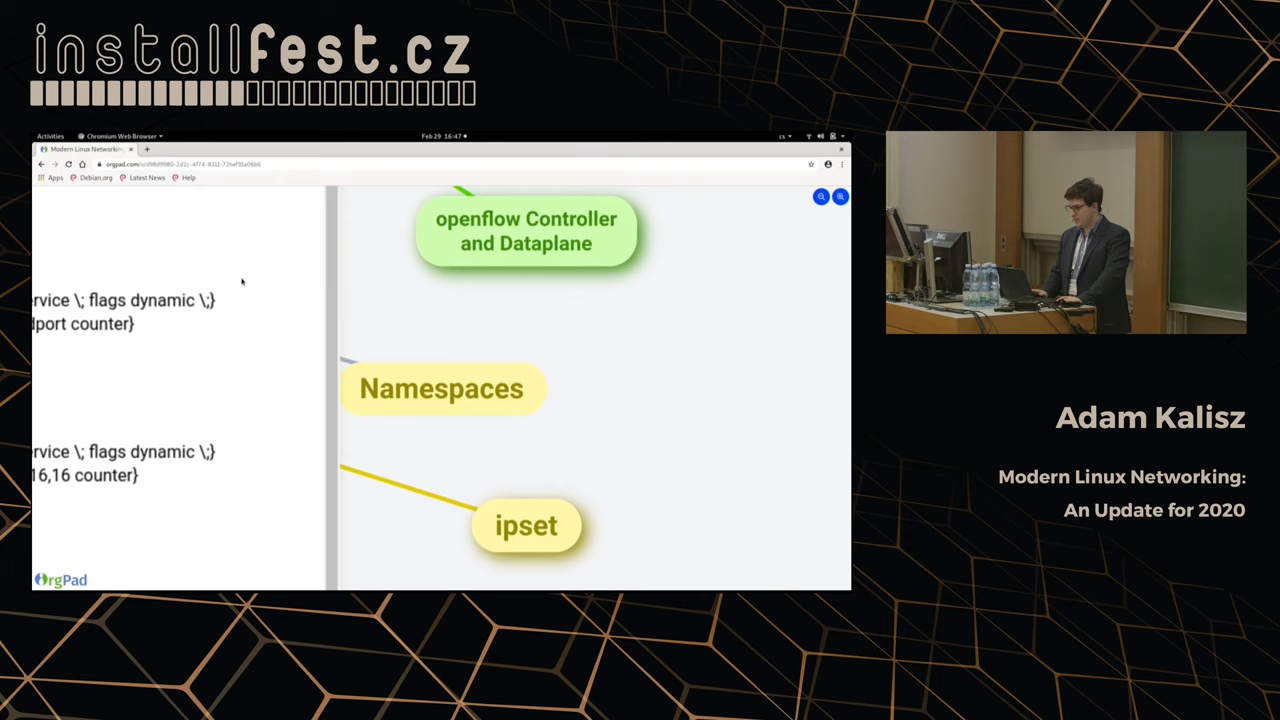 installfest.cz
Activities Chromium Web Browser Feb 29 16:47 cs
Modern Linux Networkin
Apps Debian.org Latest News Help
openflow Controller
and Dataplane
rvice \; flags dynamic \;}
dport counter}
Namespaces
rvice \; flags dynamic \;}
16,16 counter}
ipset
OrgPad
Adam Kalisz
Modern Linux Networking:
An Update for 2020